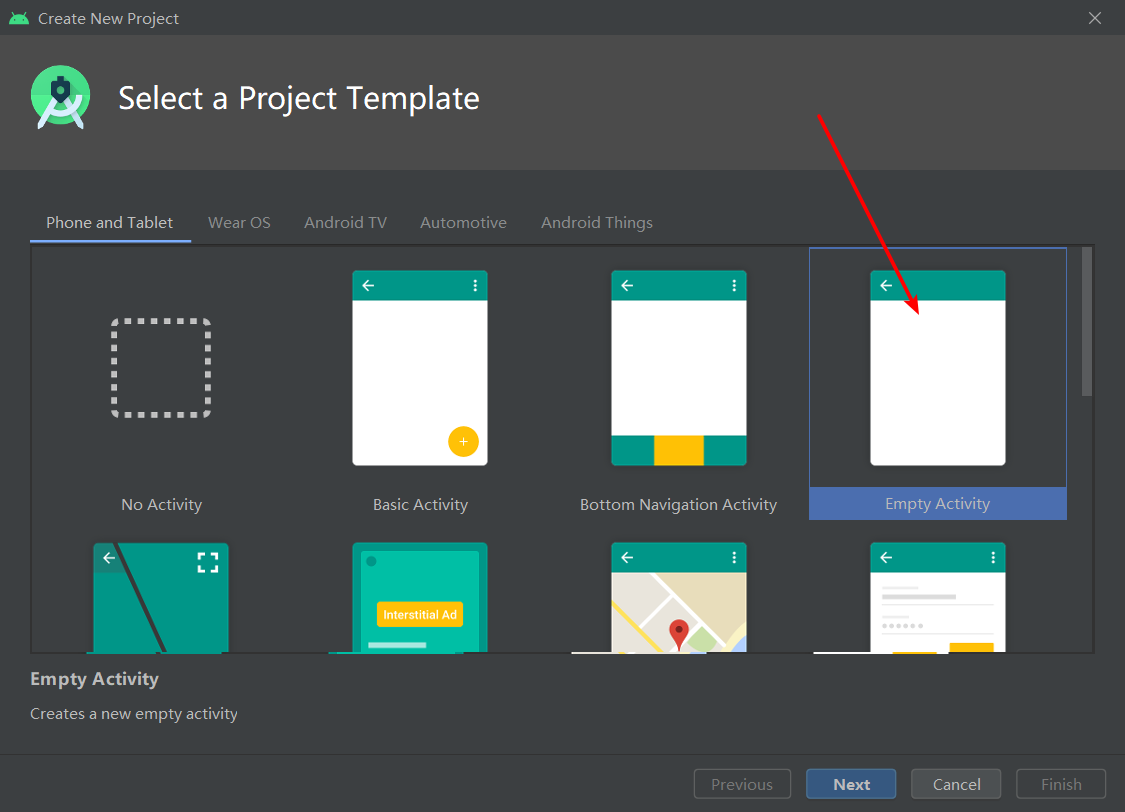 Create New Project
Select a Project Template
Phone and Tablet Wear OS Android TV Automotive Android Things
No Activity Basic Activity Bottom Navigation Activity Empty Activity
Interstitial Ad
Empty Activity
Creates a new empty activity
Previous Next Cancel Finish